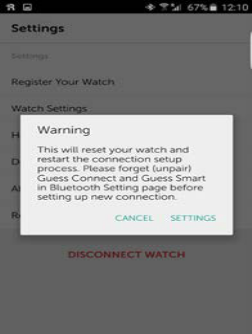 67% 12:10
Settings
Settings
Register Your Watch
Watch Settings
Warning
This will reset your watch and
restart the connection setup
process. Please forget (unpair)
Guess Connect and Guess Smart
in Bluetooth Setting page before
setting up new connection.
CANCEL SETTINGS
DISCONNECT WATCH